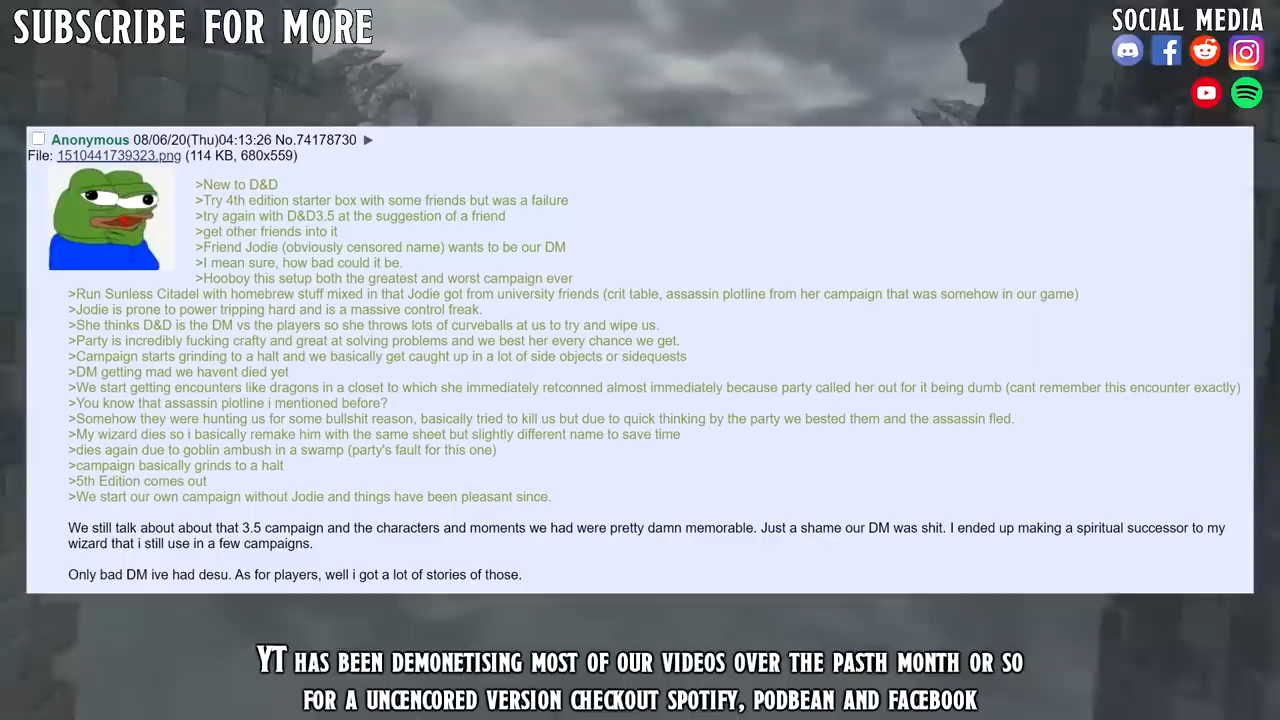 SUBSCRIBE FOR MORE
SOCIAL MEDIA
Anonymous 08/06/20(Thu)04:13:26 No.74178730 ▶
File: 1510441739323.png (114 KB, 680x559)
>New to D&D
>Try 4th edition starter box with some friends but was a failure
>try again with D&D3.5 at the suggestion of a friend
>get other friends into it
>Friend Jodie (obviously censored name) wants to be our DM
>I mean sure, how bad could it be.
>Hooboy this setup both the greatest and worst campaign ever
>Run Sunless Citadel with homebrew stuff mixed in that Jodie got from university friends (crit table, assassin plotline from her campaign that was somehow in our game)
>Jodie is prone to power tripping hard and is a massive control freak.
>She thinks D&D is the DM vs the players so she throws lots of curveballs at us to try and wipe us.
>Party is incredibly fucking crafty and great at solving problems and we best her every chance we get.
>Campaign starts grinding to a halt and we basically get caught up in a lot of side objects or sidequests
>DM getting mad we havent died yet
>We start getting encounters like dragons in a closet to which she immediately retconned almost immediately because party called her out for it being dumb (cant remember this encounter exactly)
>You know that assassin plotline i mentioned before?
>Somehow they were hunting us for some bullshit reason, basically tried to kill us but due to quick thinking by the party we bested them and the assassin fled.
>My wizard dies so i basically remake him with the same sheet but slightly different name to save time
>dies again due to goblin ambush in a swamp (party's fault for this one)
>campaign basically grinds to a halt
>5th Edition comes out
>We start our own campaign without Jodie and things have been pleasant since.
We still talk about about that 3.5 campaign and the characters and moments we had were pretty damn memorable. Just a shame our DM was shit. I ended up making a spiritual successor to my
wizard that i still use in a few campaigns.
Only bad DM ive had desu. As for players, well i got a lot of stories of those.
YT HAS BEEN DEMONETISING MOST OF OUR VIDEOS OVER THE PASTH MONTH OR SO
FOR A UNCENCORED VERSION CHECKOUT SPOTIFY, PODBEAN AND FACEBOOK